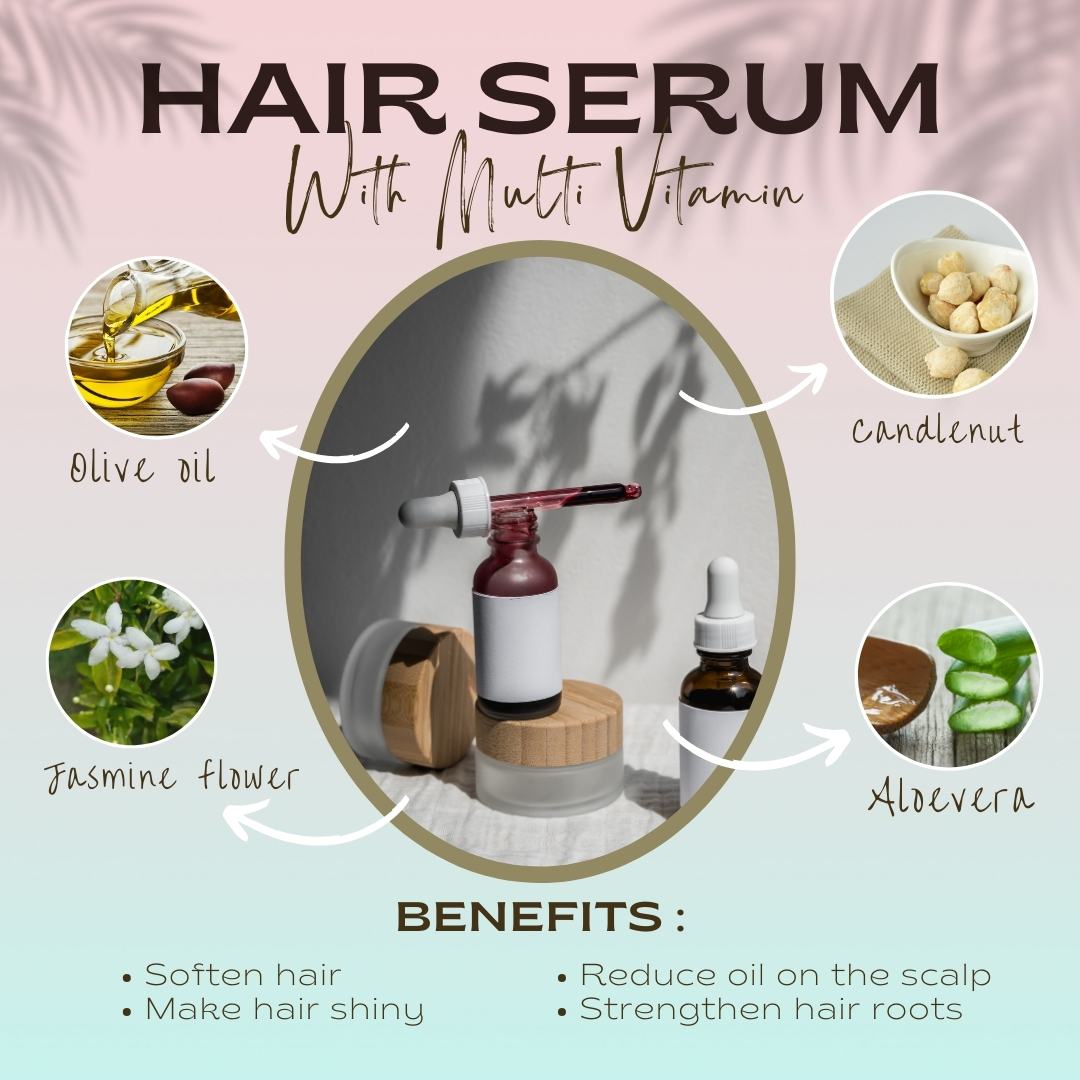 HAIR SERUM
With Multi Vitamin
Olive oil
Candlenut
Jasmine flower
Aloevera
BENEFITS :
• Soften hair
• Make hair shiny
• Reduce oil on the scalp
• Strengthen hair roots